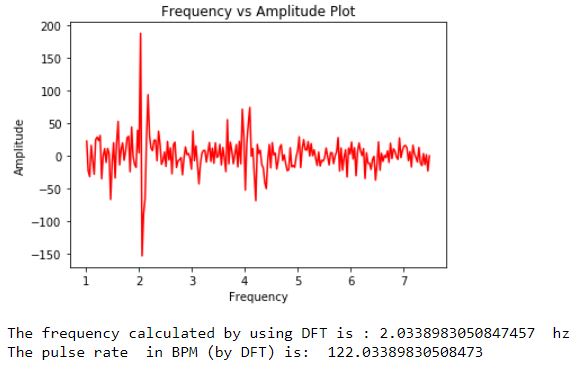 Frequency vs Amplitude Plot
200
150
100
50
0
−50
−100
−150
Amplitude
1 2 3 4 5 6 7
Frequency
The frequency calculated by using DFT is : 2.0338983050847457 hz
The pulse rate in BPM (by DFT) is: 122.03389830508473